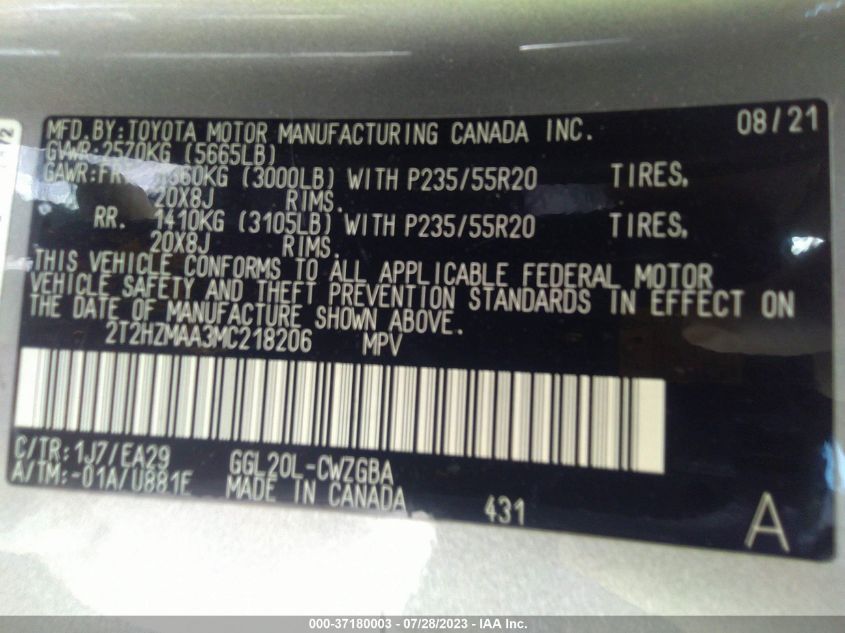 MFD.BY:TOYOTA MOTOR MANUFACTURING CANADA INC. 08/21
GVWR:2570KG (5665LB)
GAWR:FR. 1360KG (3000LB) WITH P235/55R20 TIRES,
20X8J RIMS.
RR. 1410KG (3105LB) WITH P235/55R20 TIRES,
20X8J RIMS.
THIS VEHICLE CONFORMS TO ALL APPLICABLE FEDERAL MOTOR
VEHICLE SAFETY AND THEFT PREVENTION STANDARDS IN EFFECT ON
THE DATE OF MANUFACTURE SHOWN ABOVE.
2T2HZMAA3MC218206 MPV
C/TR:1J7/EA29 GGL20L-CWZGBA
A/TM:-01A/U881E MADE IN CANADA 431
A
000-37180003 - 07/28/2023 - IAA Inc.